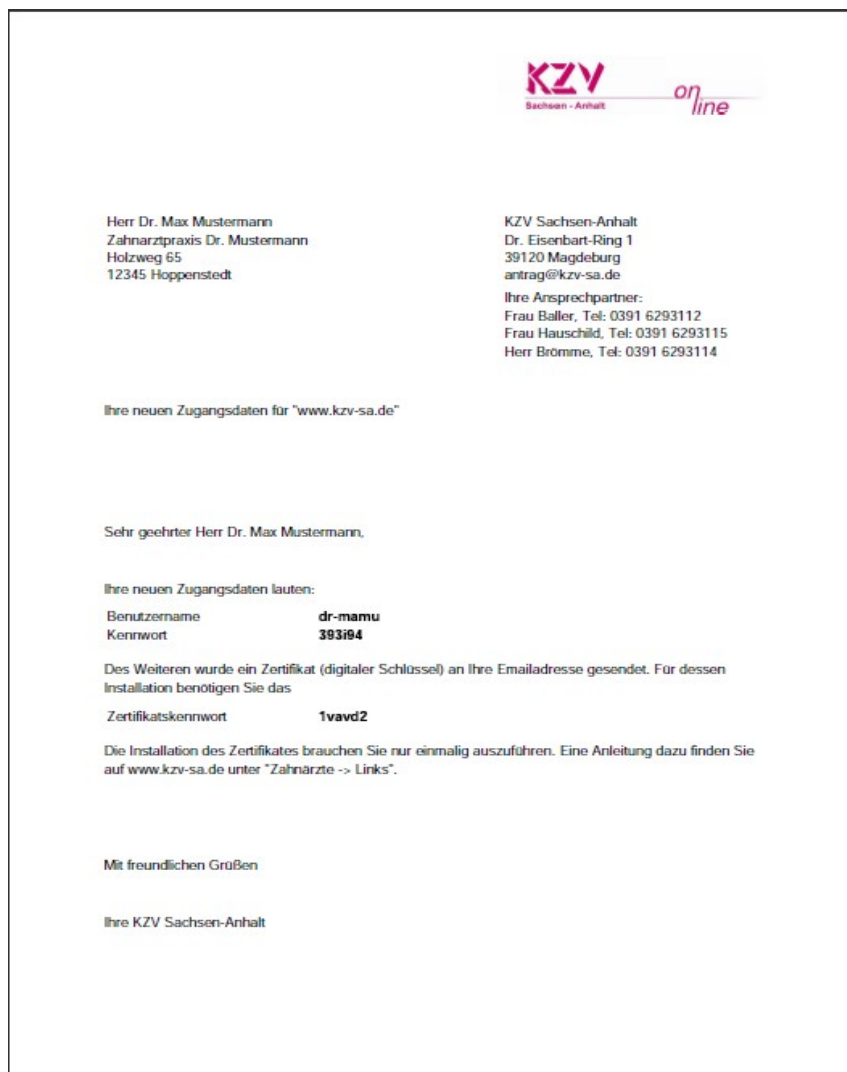 KZV
Sachsen - Anhalt
on
line
Herr Dr. Max Mustermann
Zahnarztpraxis Dr. Mustermann
Holzweg 65
12345 Hoppenstedt
KZV Sachsen-Anhalt
Dr. Eisenbart-Ring 1
39120 Magdeburg
antrag@kzv-sa.de
Ihre Ansprechpartner:
Frau Baller, Tel: 0391 6293112
Frau Hauschild, Tel: 0391 6293115
Herr Brömme, Tel: 0391 6293114
Ihre neuen Zugangsdaten für "www.kzv-sa.de"
Sehr geehrter Herr Dr. Max Mustermann,
Ihre neuen Zugangsdaten lauten:
Benutzername dr-mamu
Kennwort 393i94
Des Weiteren wurde ein Zertifikat (digitaler Schlüssel) an Ihre Emailadresse gesendet. Für dessen
Installation benötigen Sie das
Zertifikatskennwort 1vavd2
Die Installation des Zertifikates brauchen Sie nur einmalig auszuführen. Eine Anleitung dazu finden Sie
auf www.kzv-sa.de unter "Zahnärzte -> Links".
Mit freundlichen Grüßen
Ihre KZV Sachsen-Anhalt